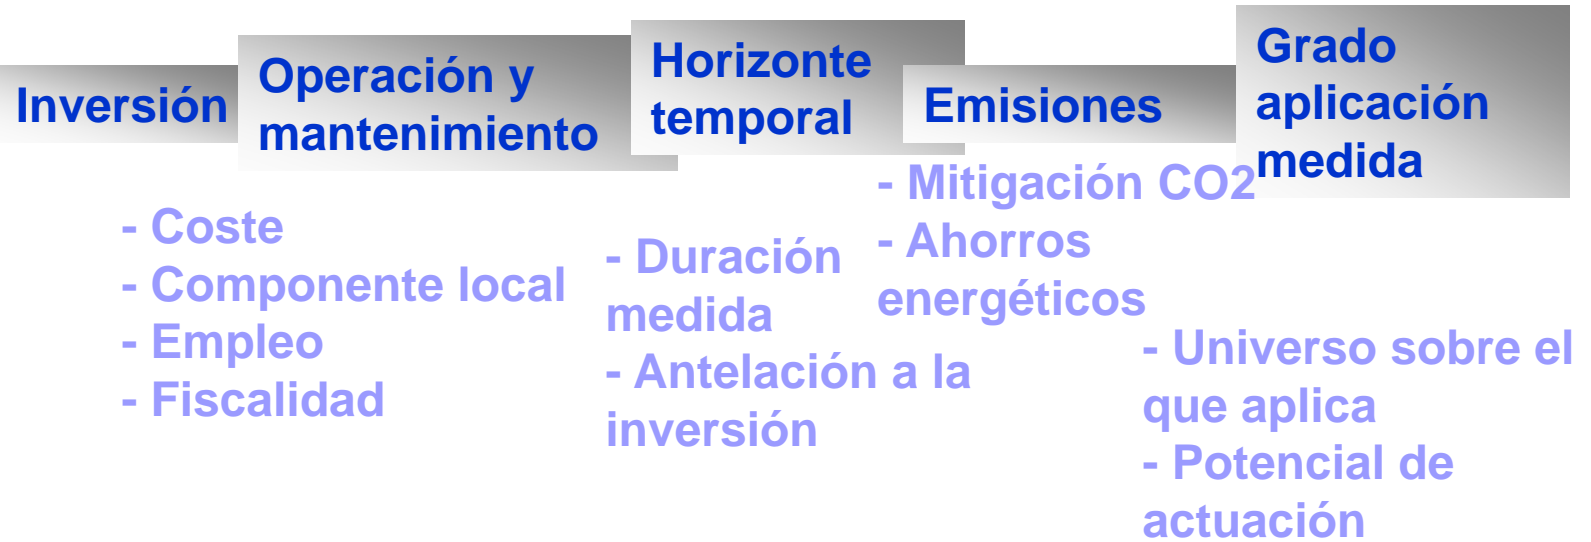 Inversión
Operación y
mantenimiento
- Coste
- Componente local
- Empleo
- Fiscalidad
Horizonte
temporal
- Duración
medida
- Antelación a la
inversión
Emisiones
- Mitigación CO2
- Ahorros
energéticos
Grado
aplicación
medida
- Universo sobre el
que aplica
- Potencial de
actuación